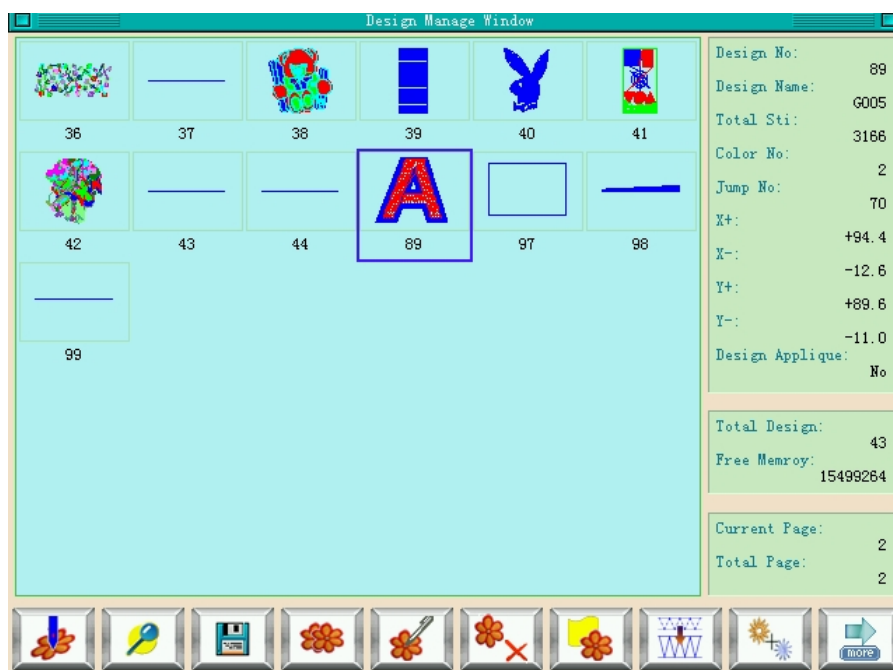 Design Manage Window
36 37 38 39 40 41
42 43 44 A 89 97 98
99
Design No:
89
Design Name:
G005
Total Sti:
3166
Color No:
2
Jump No:
70
X+:
+94.4
X-:
-12.6
Y+:
+89.6
Y-:
-11.0
Design Applique:
No
Total Design:
43
Free Memroy:
15499264
Current Page:
2
Total Page:
2
more